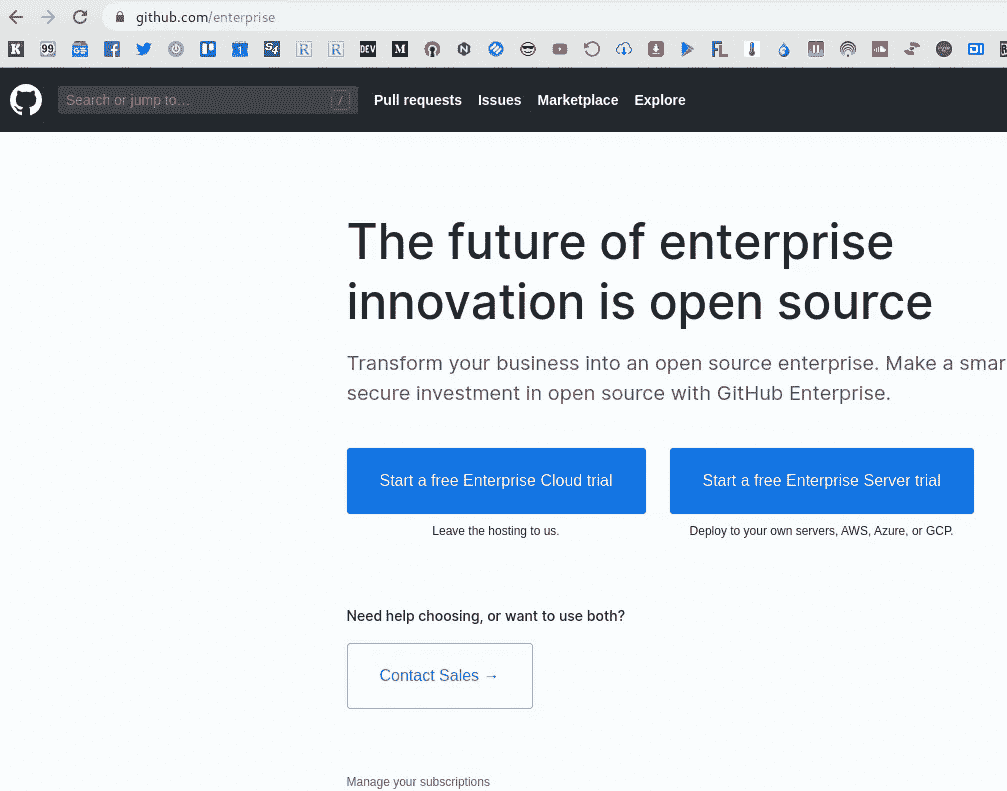 github.com/enterprise
99 GS 1 S4 R R DEV M N FL
Search or jump to… /
Pull requests Issues Marketplace Explore
The future of enterprise
innovation is open source
Transform your business into an open source enterprise. Make a smar
secure investment in open source with GitHub Enterprise.
Start a free Enterprise Cloud trial Start a free Enterprise Server trial
Leave the hosting to us. Deploy to your own servers, AWS, Azure, or GCP.
Need help choosing, or want to use both?
Contact Sales →
Manage your subscriptions